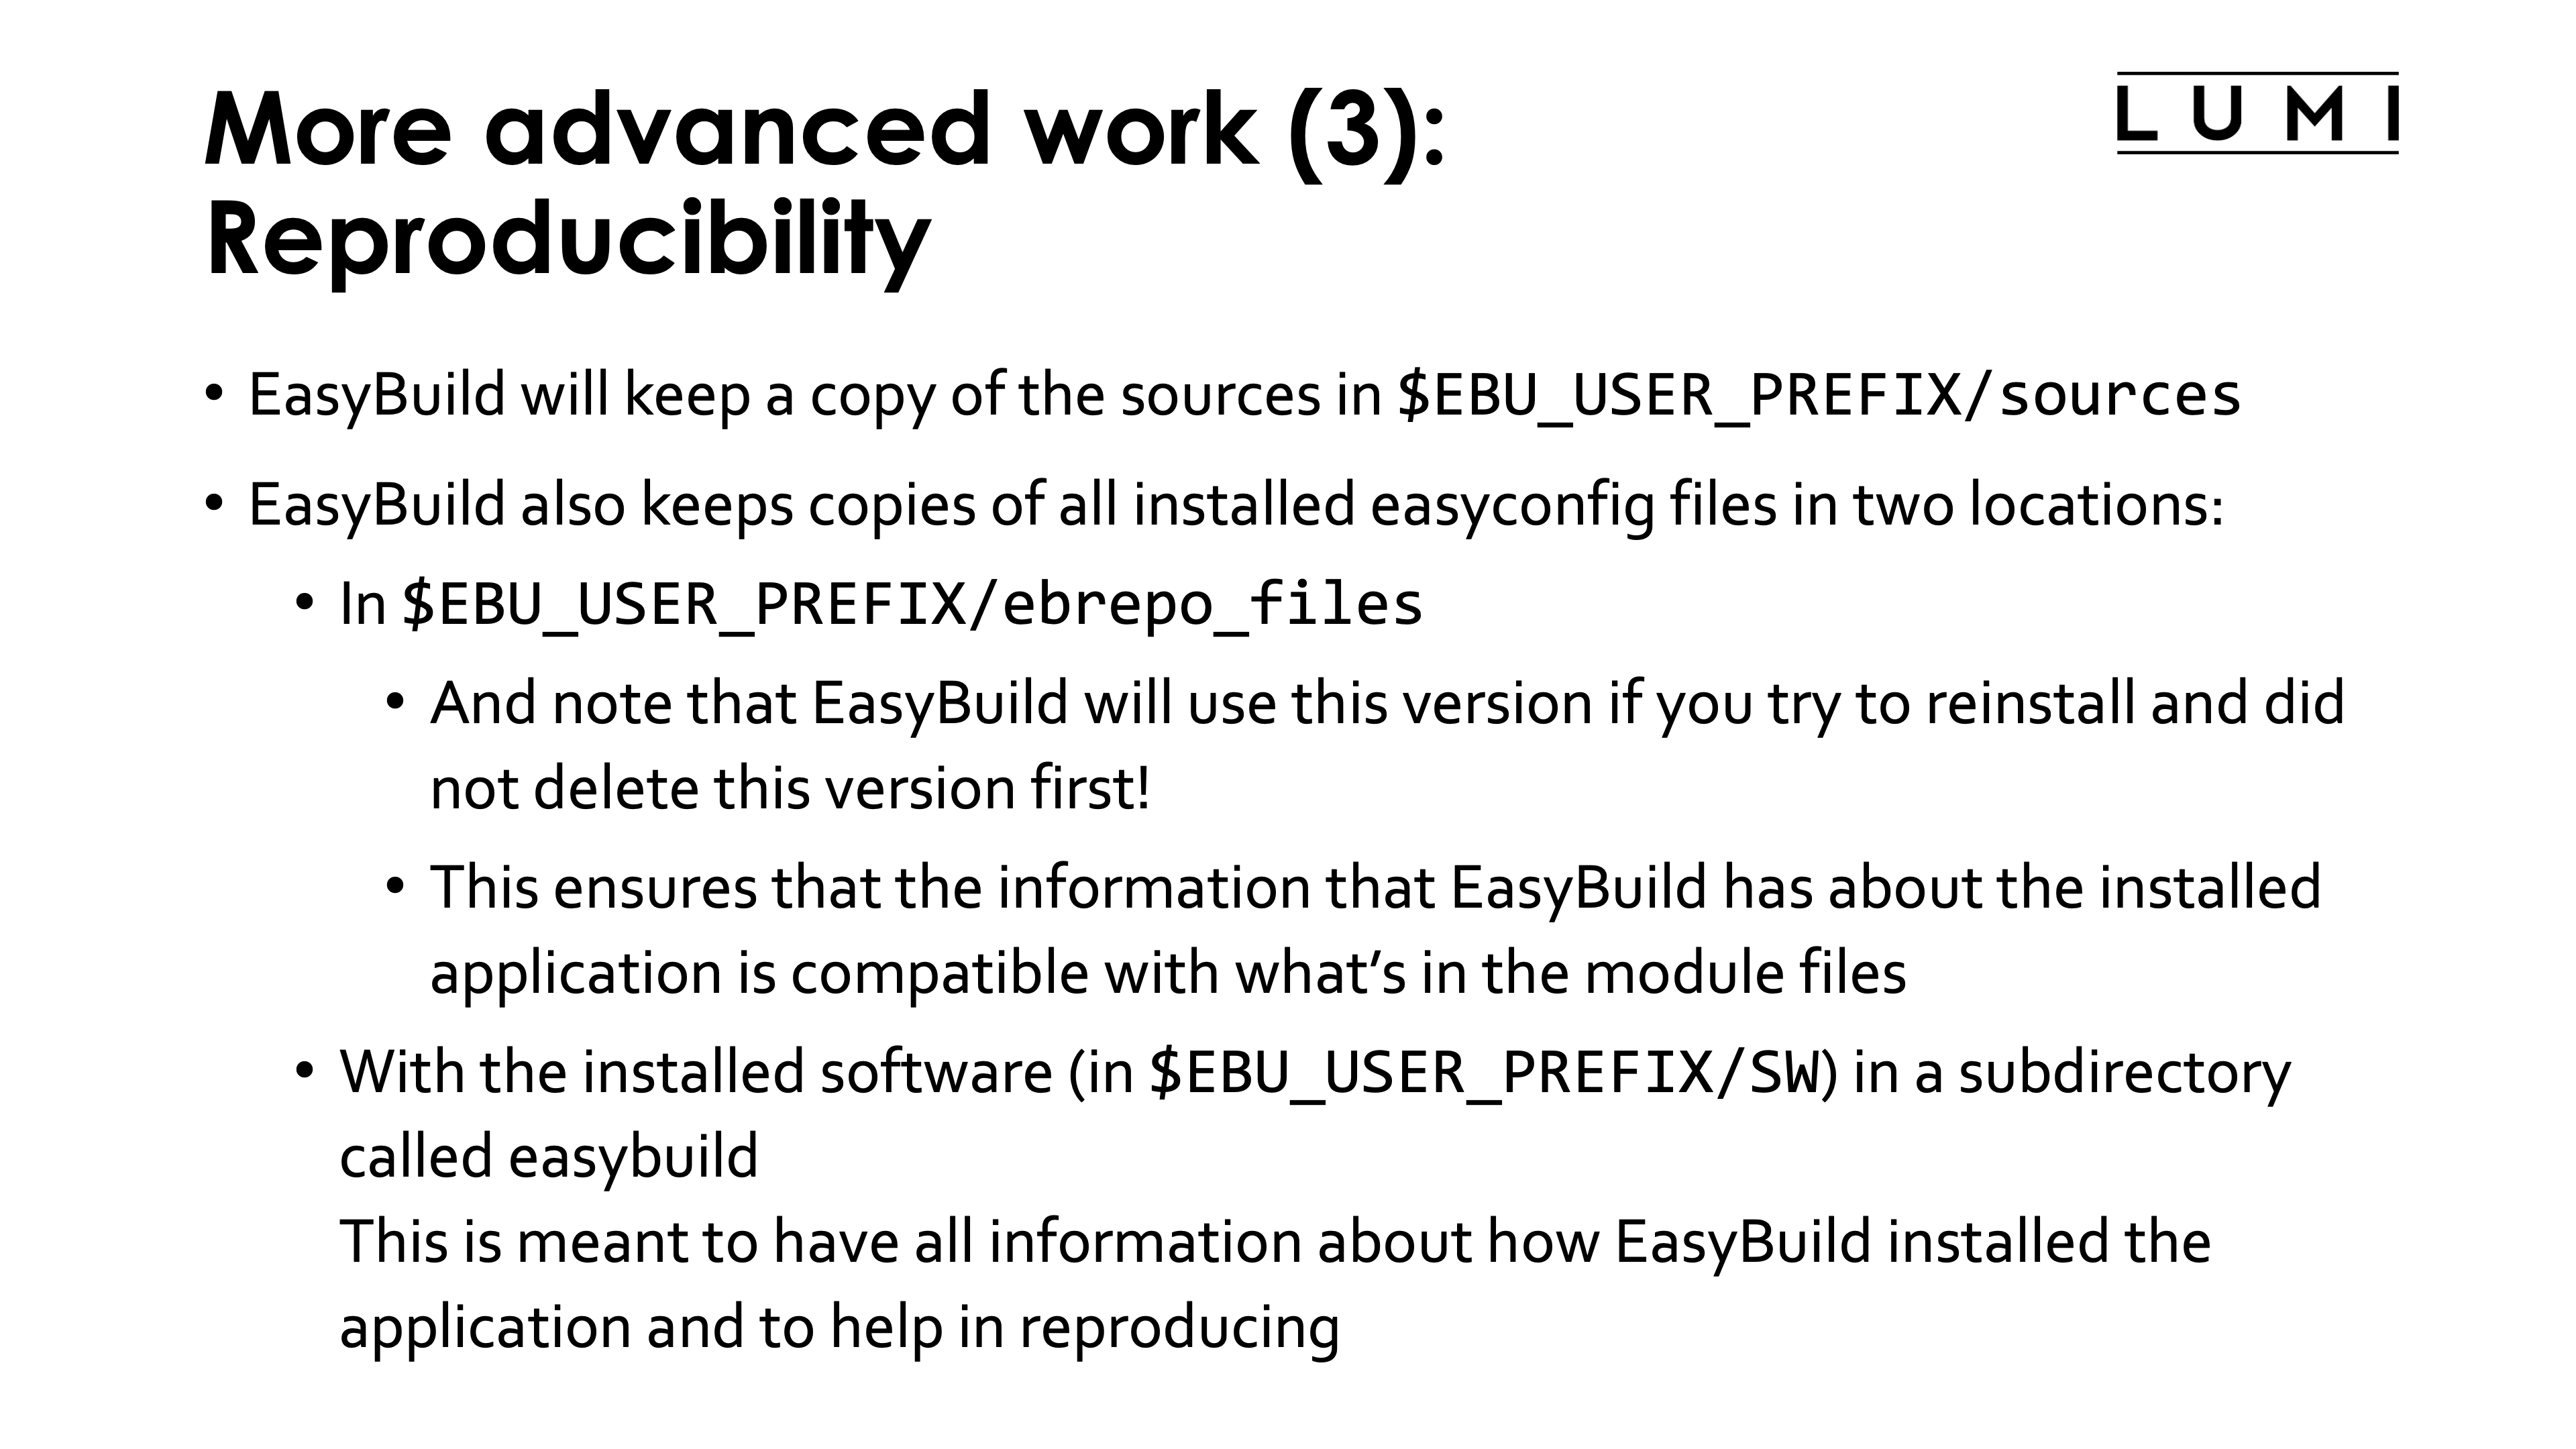 More advanced work (3):
LUMI
Reproducibility
• EasyBuild will keep a copy of the sources in $EBU_USER_PREFIX/sources
• EasyBuild also keeps copies of all installed easyconfig files in two locations:
• In $EBU_USER_PREFIX/ebrepo_files
• And note that EasyBuild will use this version if you try to reinstall and did
not delete this version first!
• This ensures that the information that EasyBuild has about the installed
application is compatible with what’s in the module files
• With the installed software (in $EBU_USER_PREFIX/SW) in a subdirectory
called easybuild
This is meant to have all information about how EasyBuild installed the
application and to help in reproducing